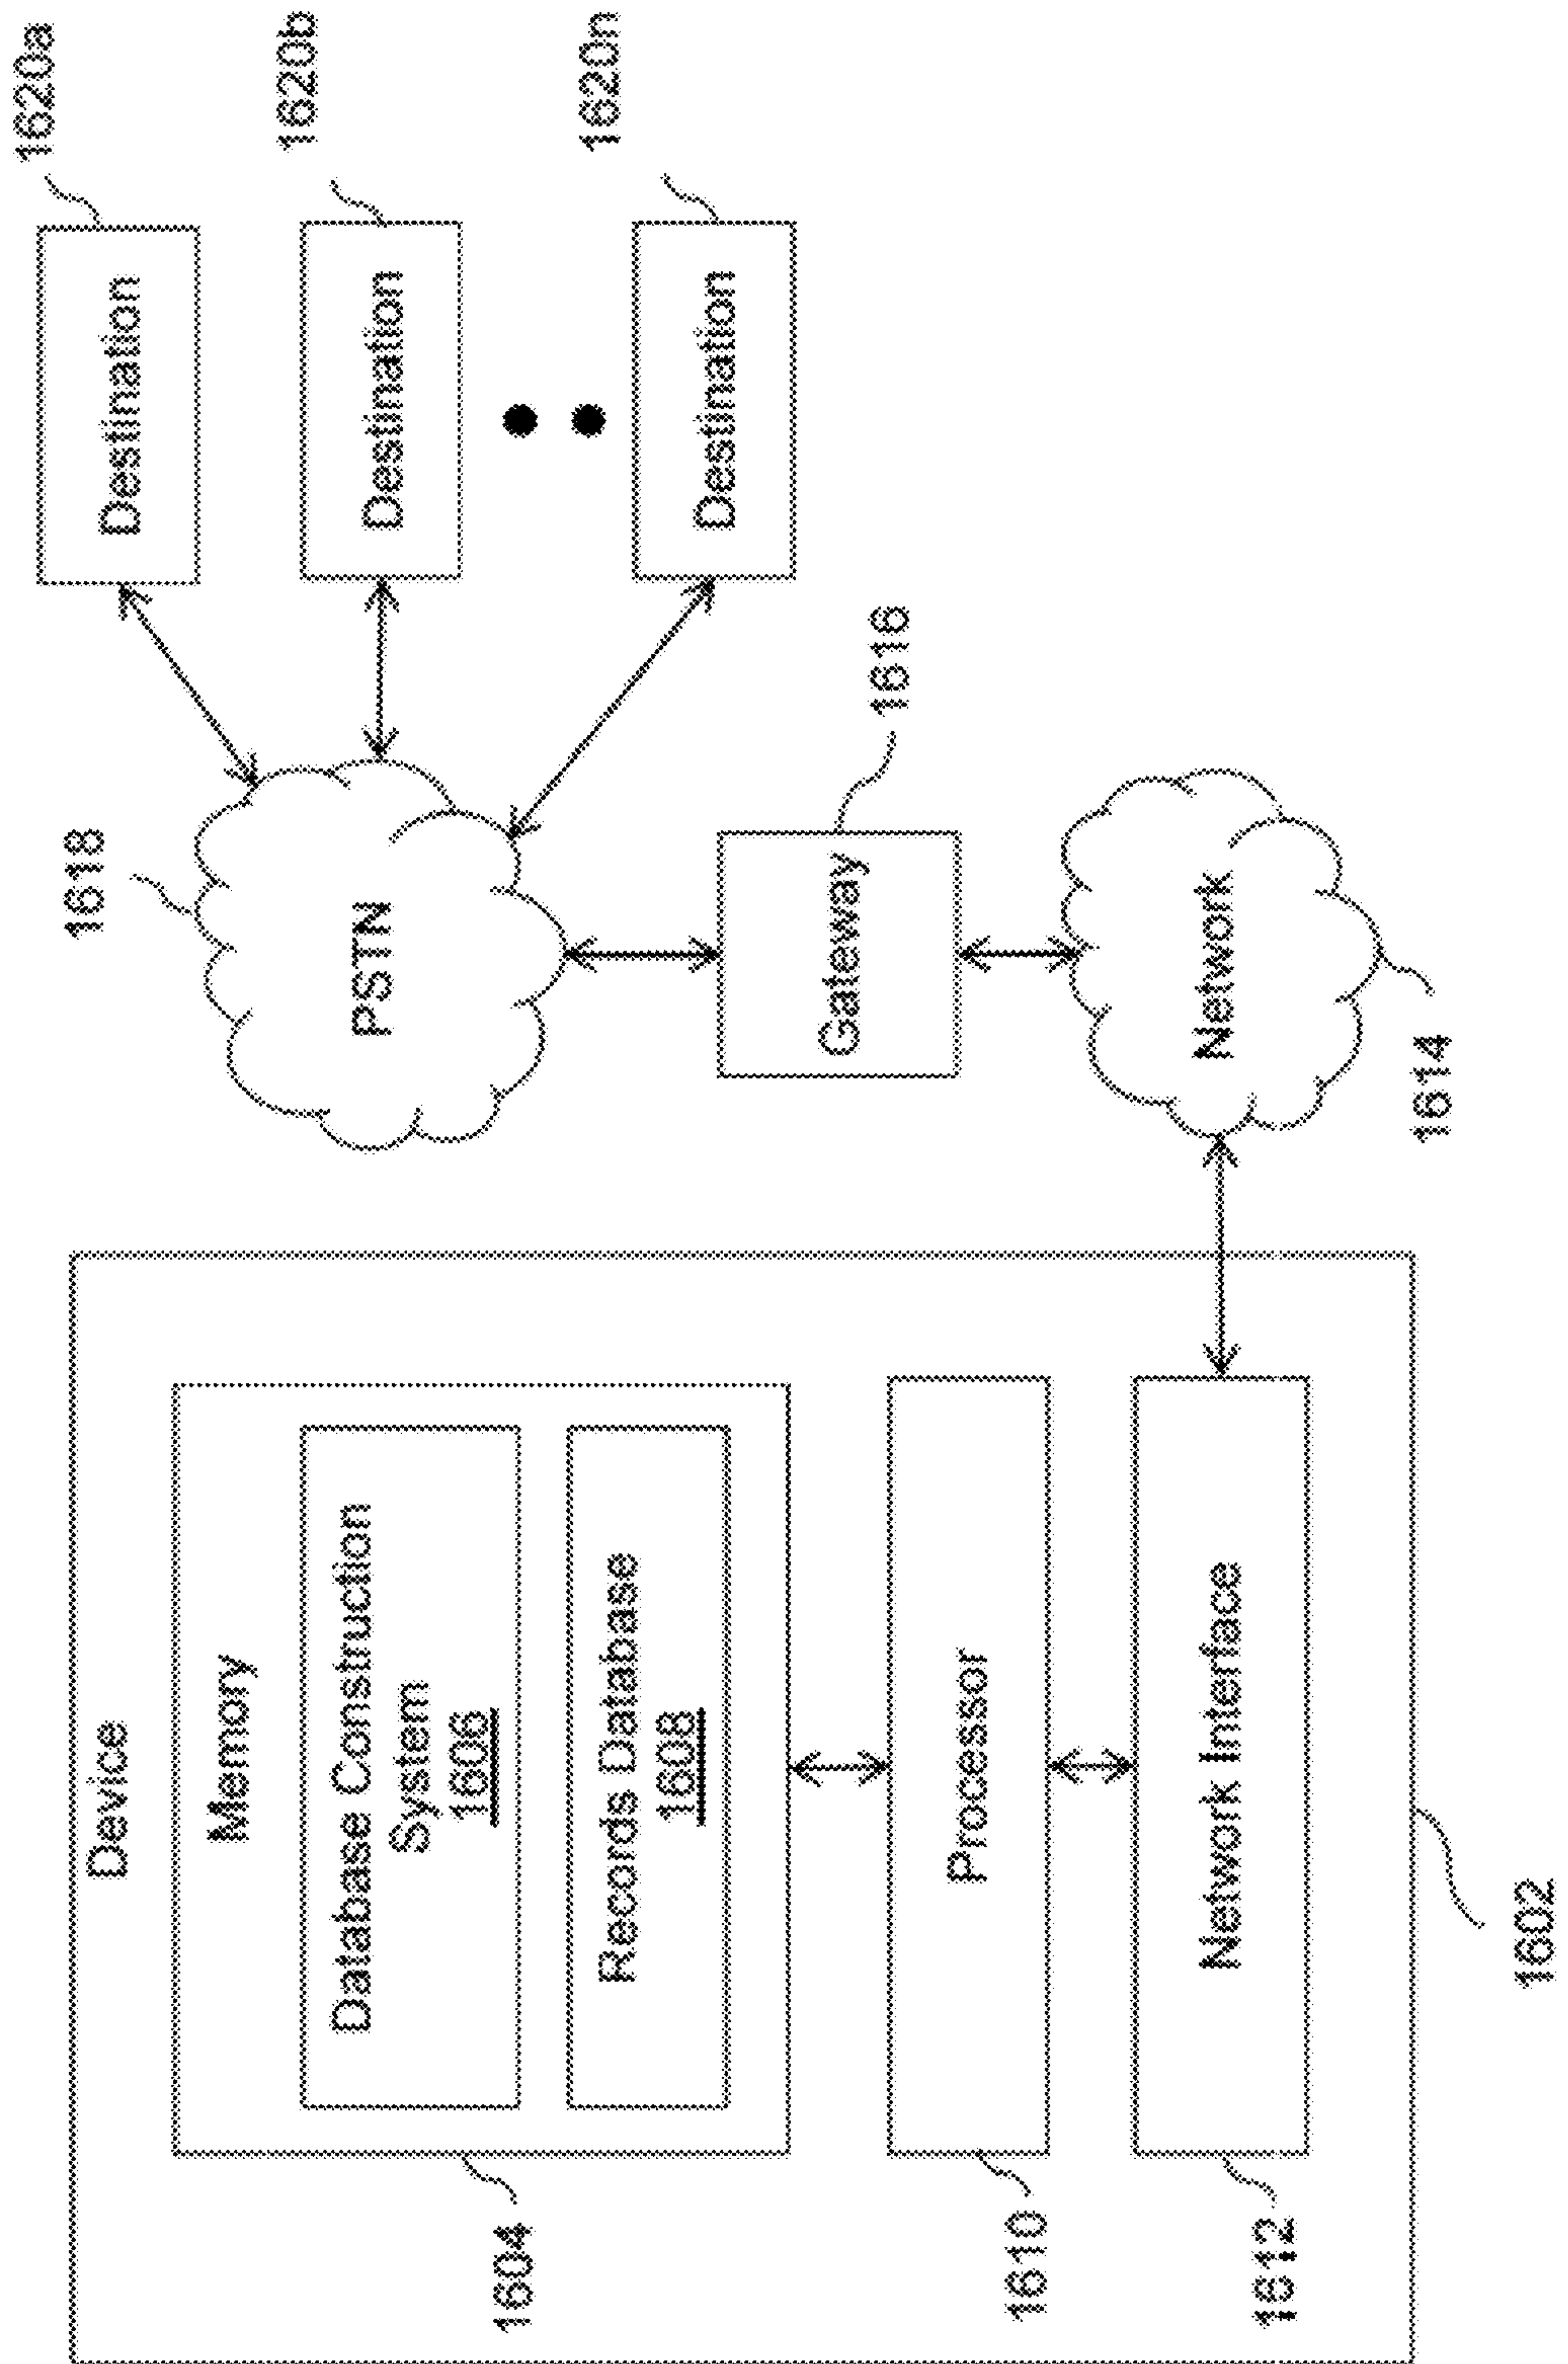 Device
Memory
Database Construction
System
1606
Records Database
1608
1604
Processor
1610
Network Interface
1612
1602
1618
PSTN
Gateway
1616
Network
1614
1620a
Destination
1620b
Destination
1620n
Destination